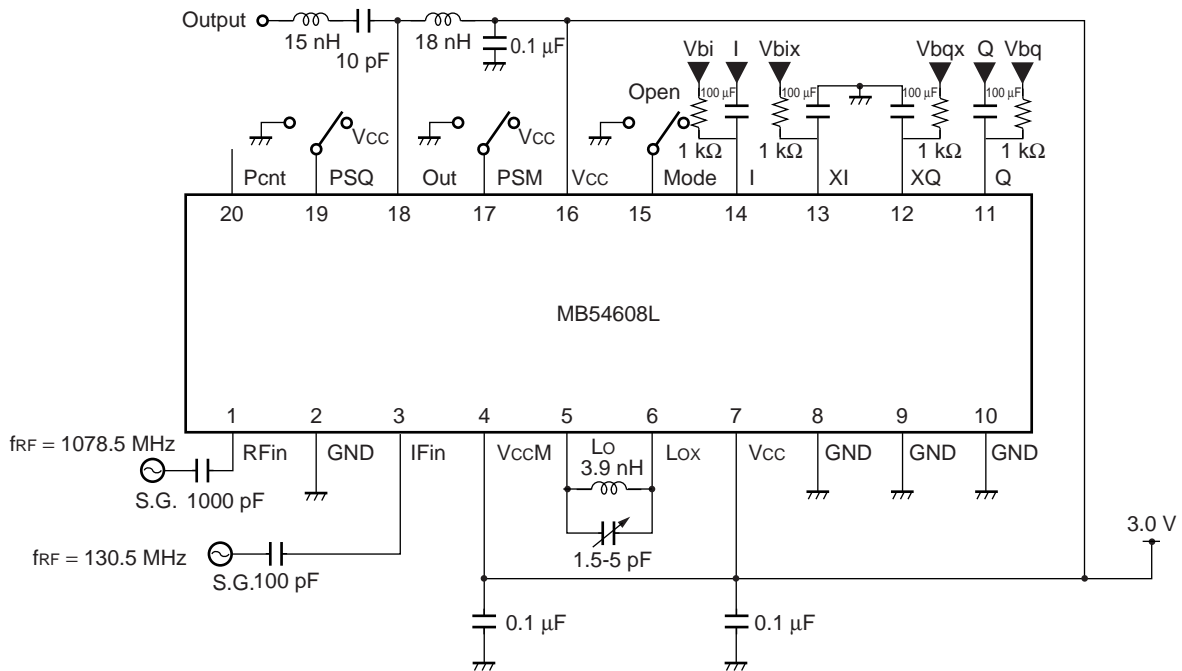 Output
15 nH
10 pF
18 nH
0.1 µF
Vbi I Vbix Vbqx Q Vbq
100 µF 100 µF 100 µF 100 µF
Open
VCC VCC
1 kΩ 1 kΩ 1 kΩ 1 kΩ
Pcnt PSQ Out PSM VCC Mode I XI XQ Q
20 19 18 17 16 15 14 13 12 11
MB54608L
1 2 3 4 5 6 7 8 9 10
RFin GND IFin VCCM LO LOX VCC GND GND GND
fRF = 1078.5 MHz
S.G. 1000 pF
3.9 nH
1.5-5 pF
3.0 V
fRF = 130.5 MHz
S.G. 100 pF
0.1 µF 0.1 µF